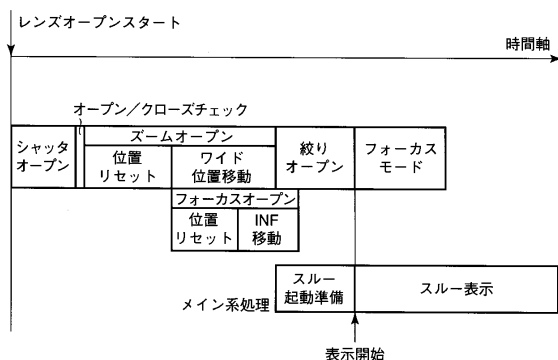 レンズオープンスタート
時間軸
オープン／クローズチェック
シャッタ
オープン
ズームオープン
位置
リセット
ワイド
位置移動
絞り
オープン
フォーカス
モード
フォーカスオープン
位置
リセット
INF
移動
メイン系処理
スルー
起動準備
スルー表示
表示開始